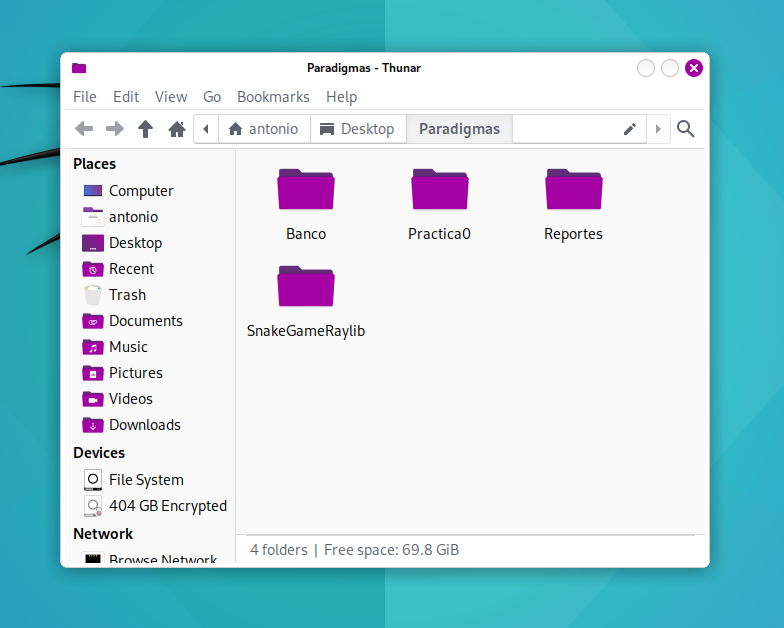 Paradigmas - Thunar
File Edit View Go Bookmarks Help
antonio Desktop Paradigmas
Places
Computer
antonio
Desktop
Recent
Trash
Documents
Music
Pictures
Videos
Downloads
Devices
File System
404 GB Encrypted
Network
Browse Network
Banco Practica0 Reportes
SnakeGameRaylib
4 folders | Free space: 69.8 GiB